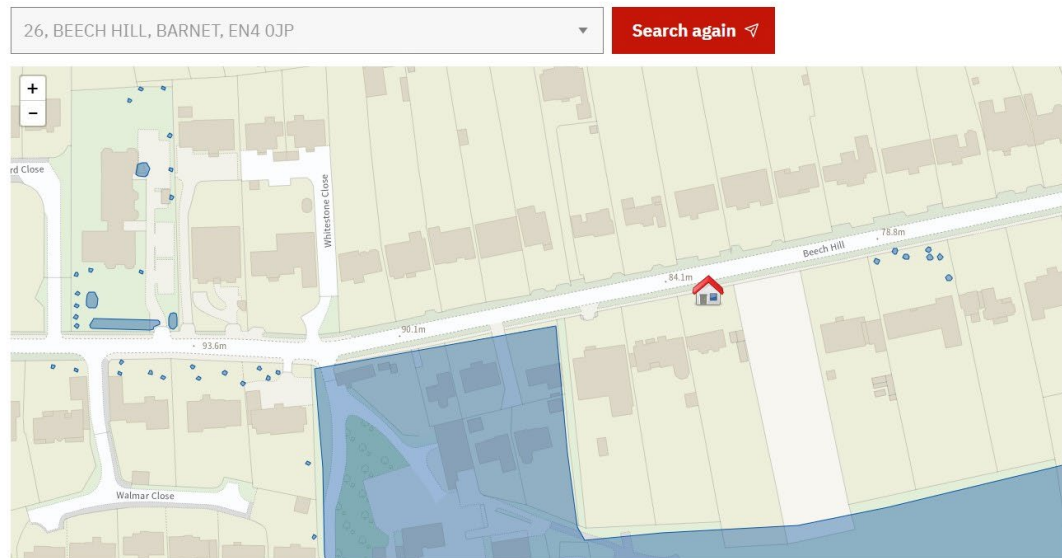 26, BEECH HILL, BARNET, EN4 0JP
Search again
+
−
rd Close
Whitestone Close
Beech Hill
78.8m
84.1m
90.1m
93.6m
Walmar Close